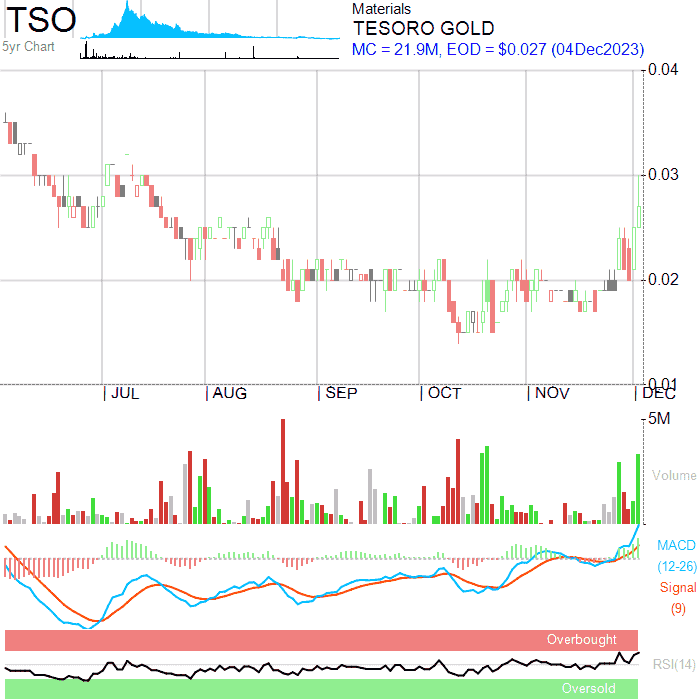 TSO
5yr Chart
Materials
TESORO GOLD
MC = 21.9M, EOD = $0.027 (04Dec2023)
0.04
0.03
0.02
0.01
JUL AUG SEP OCT NOV DEC
5M
Volume
MACD
(12-26)
Signal
(9)
Overbought
RSI(14)
Oversold